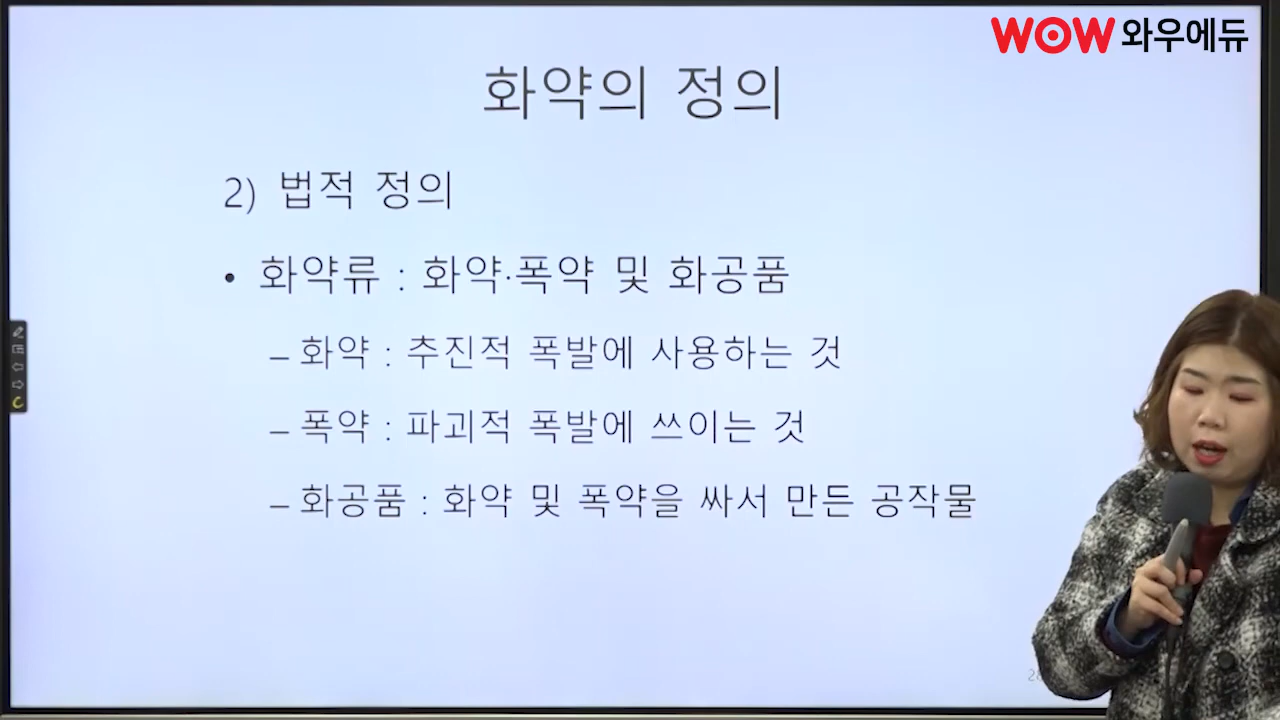 WOW 와우에듀
화약의 정의
2) 법적 정의
• 화약류 : 화약·폭약 및 화공품
– 화약 : 추진적 폭발에 사용하는 것
– 폭약 : 파괴적 폭발에 쓰이는 것
– 화공품 : 화약 및 폭약을 싸서 만든 공작물